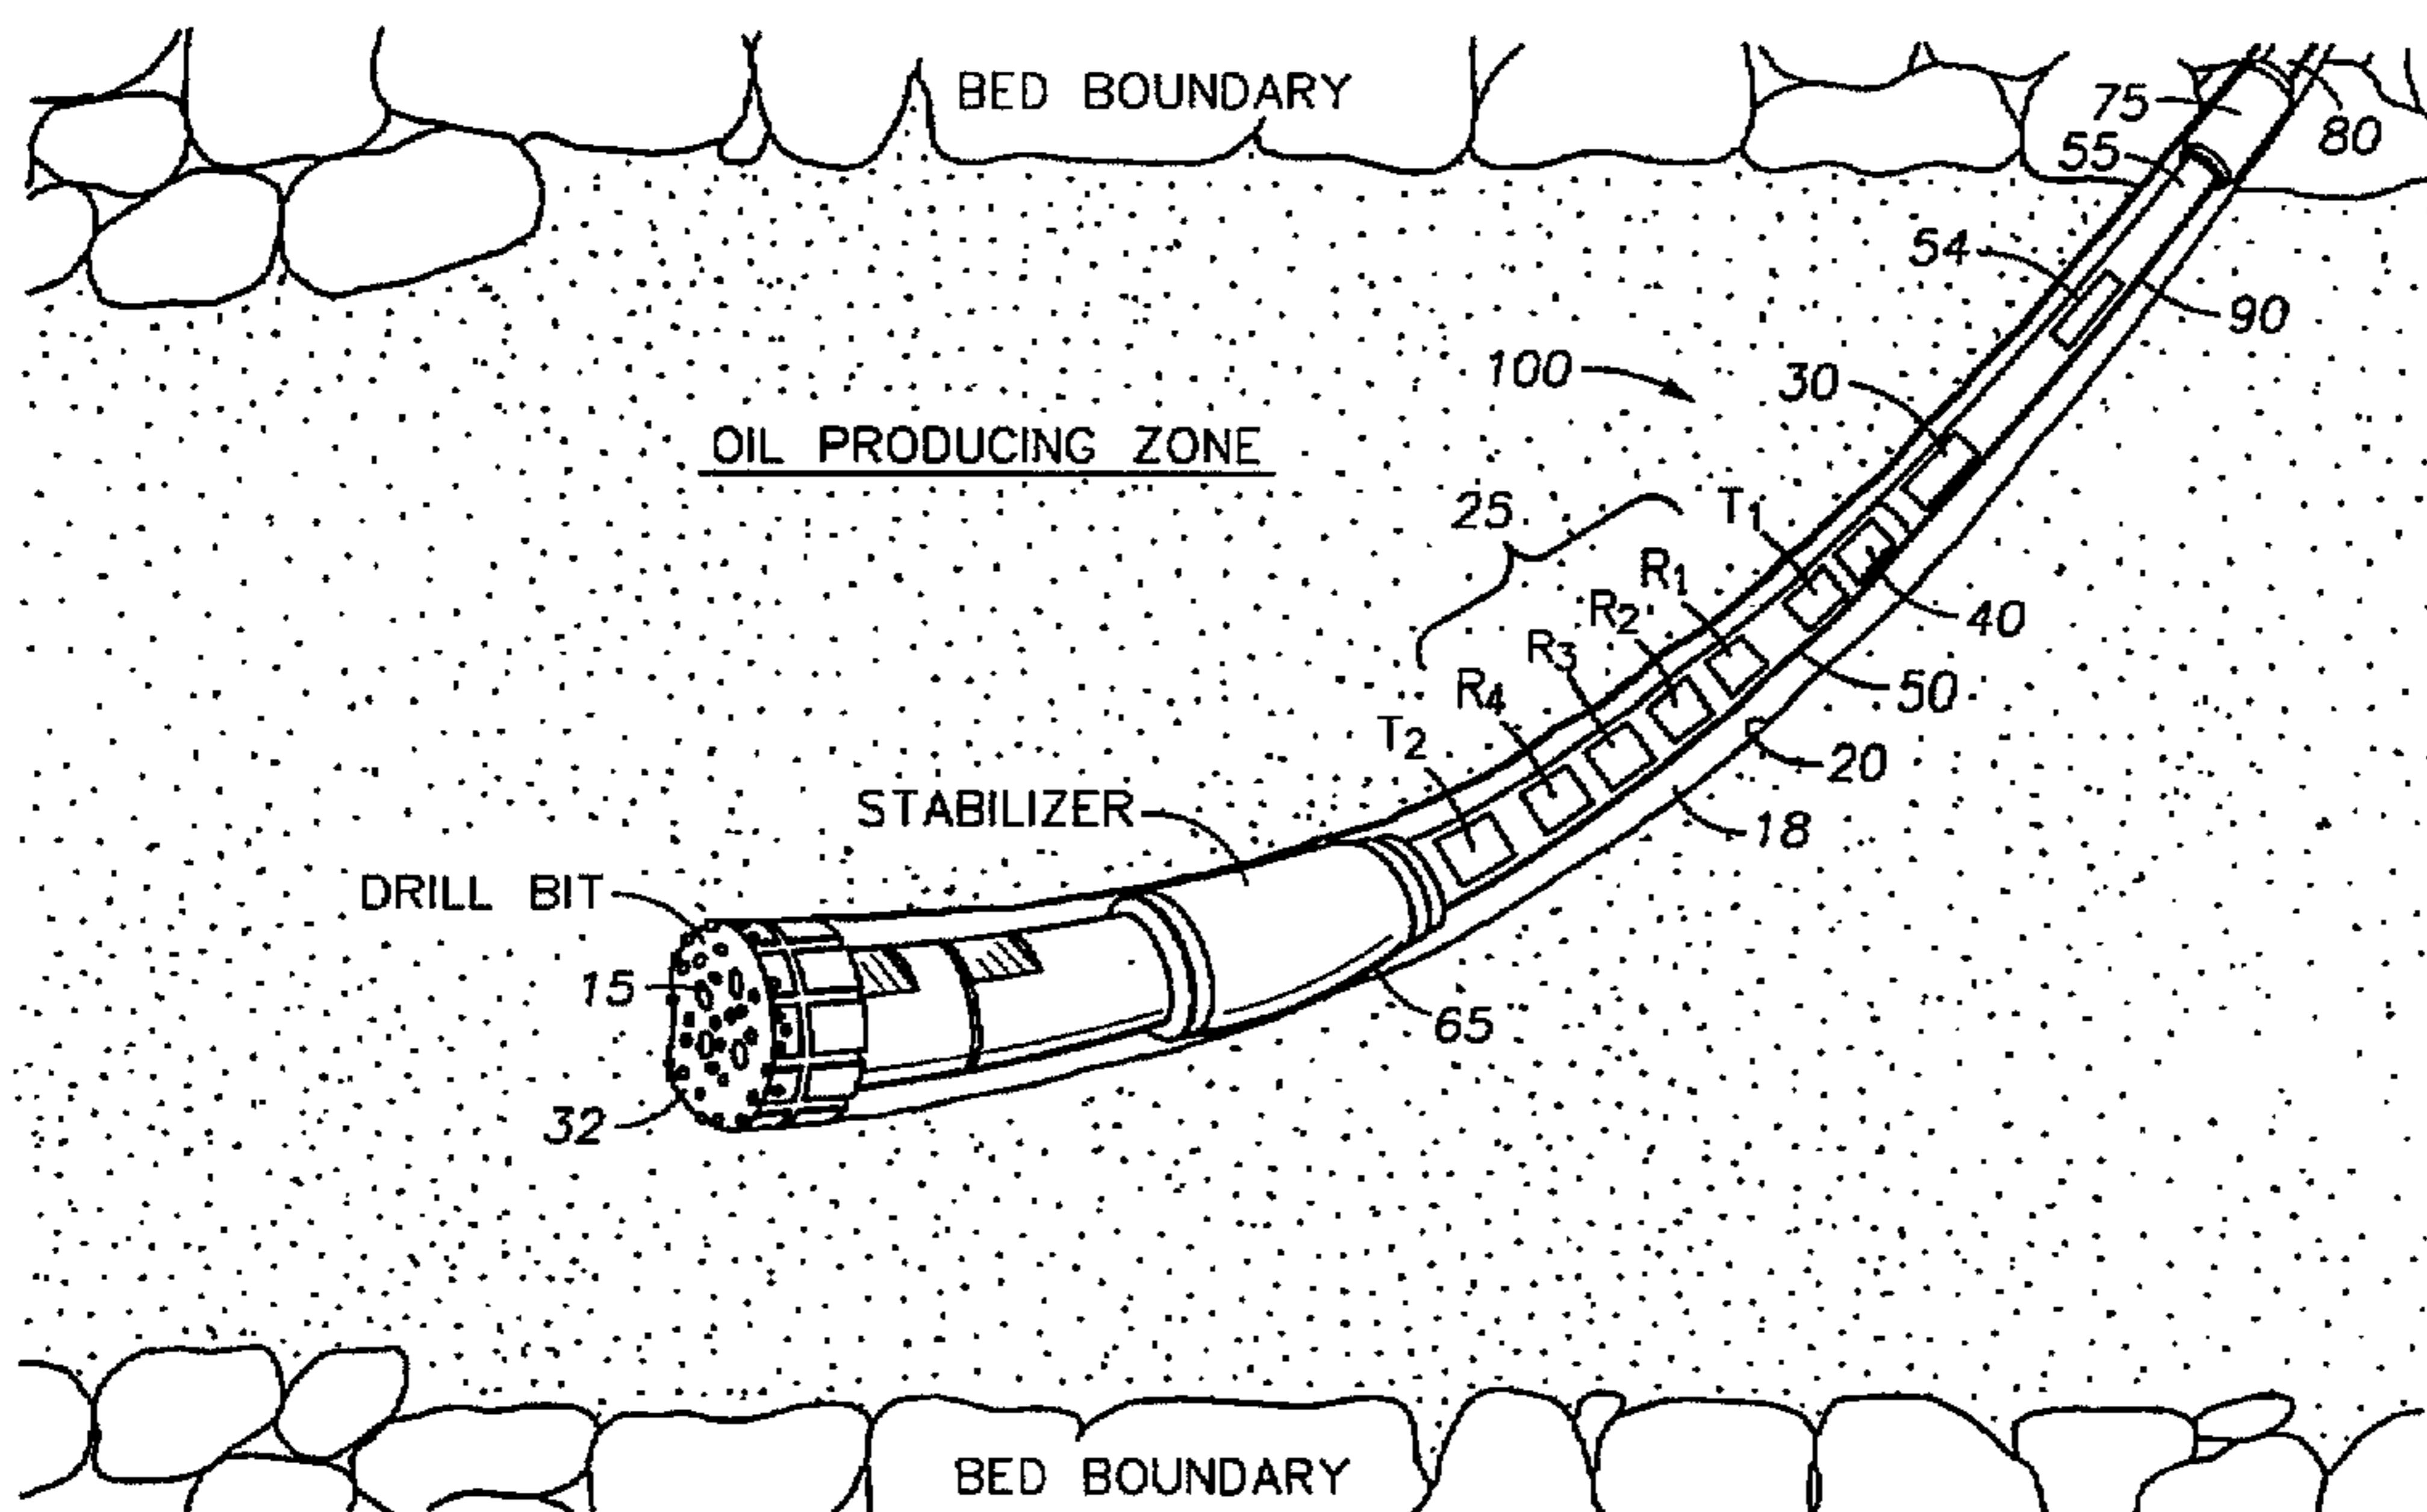 BED BOUNDARY
75
80
55
54
90
100
30
OIL PRODUCING ZONE
25
T1
R1
R2
40
R3
R4
50
T2
20
STABILIZER
18
DRILL BIT
15
65
32
BED BOUNDARY